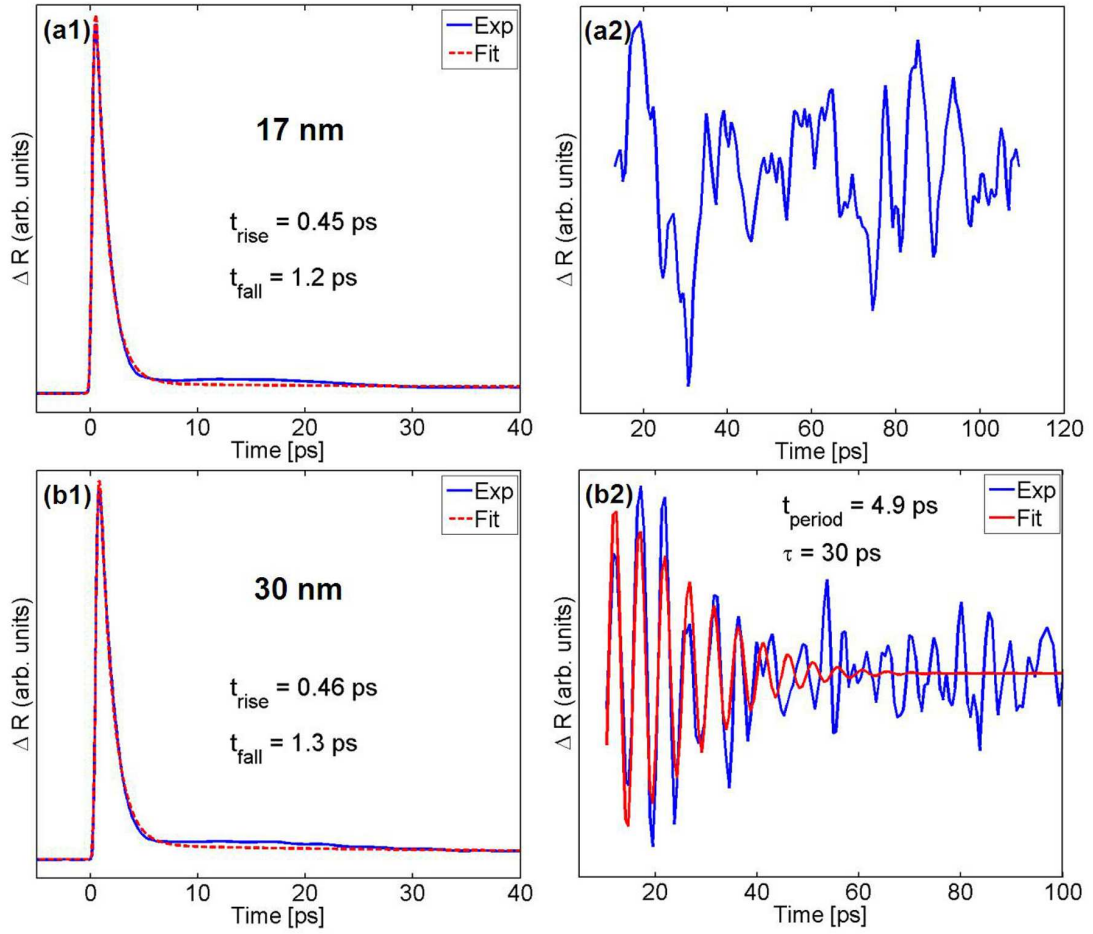 (a1)
Exp
Fit
17 nm
t_rise = 0.45 ps
t_fall = 1.2 ps
Δ R (arb. units)
0 10 20 30 40
Time [ps]
(a2)
Δ R (arb. units)
0 20 40 60 80 100 120
Time [ps]
(b1)
Exp
Fit
30 nm
t_rise = 0.46 ps
t_fall = 1.3 ps
Δ R (arb. units)
0 10 20 30 40
Time [ps]
(b2)
Exp
Fit
t_period = 4.9 ps
τ = 30 ps
Δ R (arb. units)
20 40 60 80 100
Time [ps]